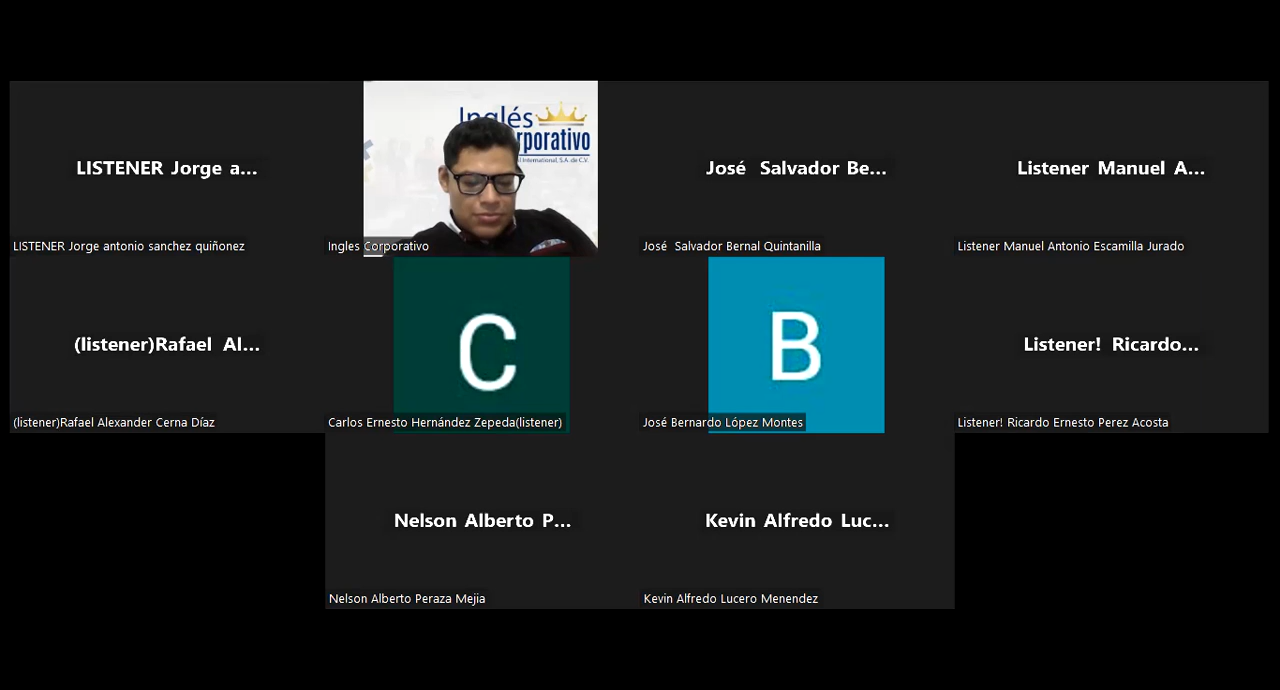 LISTENER Jorge a...
LISTENER Jorge antonio sanchez quiñonez
Inglés
rporativo
l International, S.A. de C.V.
Ingles Corporativo
José Salvador Be...
José Salvador Bernal Quintanilla
Listener Manuel A...
Listener Manuel Antonio Escamilla Jurado
(listener)Rafael Al...
(listener)Rafael Alexander Cerna Díaz
C
Carlos Ernesto Hernández Zepeda(listener)
B
José Bernardo López Montes
Listener! Ricardo...
Listener! Ricardo Ernesto Perez Acosta
Nelson Alberto P...
Nelson Alberto Peraza Mejia
Kevin Alfredo Luc...
Kevin Alfredo Lucero Menendez